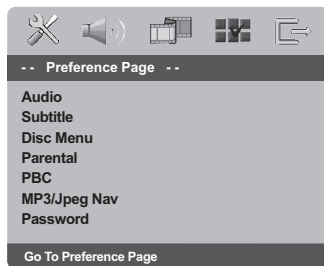 - - Preference Page - -
Audio
Subtitle
Disc Menu
Parental
PBC
MP3/Jpeg Nav
Password
Go To Preference Page